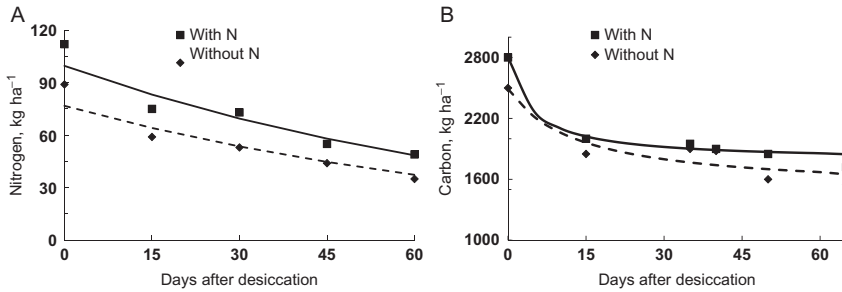 A
120
90
60
30
0
Nitrogen, kg ha−1
With N
Without N
0 15 30 45 60
Days after desiccation
B
2800
2200
1600
1000
Carbon, kg ha−1
With N
Without N
0 15 30 45 60
Days after desiccation